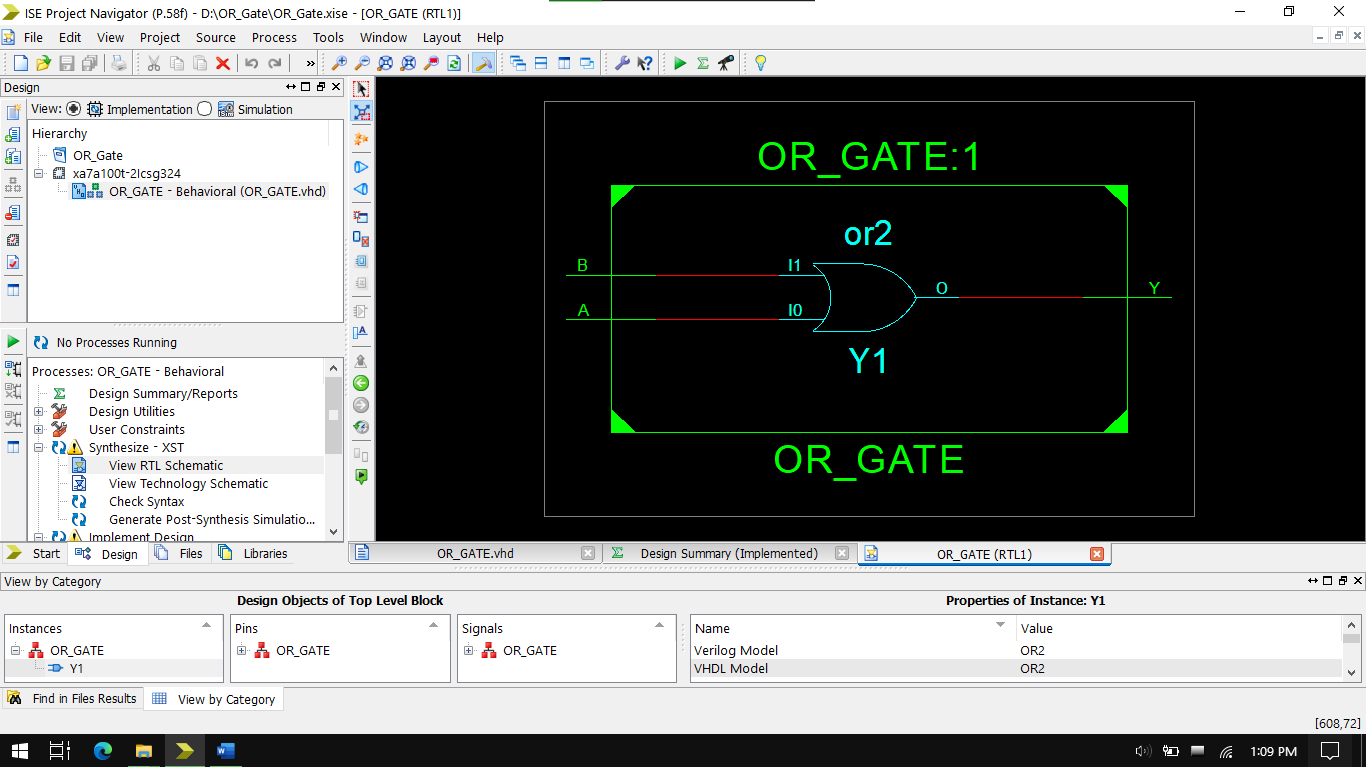 ISE Project Navigator (P.58f) - D:\OR_Gate\OR_Gate.xise - [OR_GATE (RTL1)]
File Edit View Project Source Process Tools Window Layout Help
Design
View: Implementation Simulation
Hierarchy
OR_Gate
xa7a100t-2Icsg324
OR_GATE - Behavioral (OR_GATE.vhd)
No Processes Running
Processes: OR_GATE - Behavioral
Design Summary/Reports
Design Utilities
User Constraints
Synthesize - XST
View RTL Schematic
View Technology Schematic
Check Syntax
Generate Post-Synthesis Simulatio...
Implement Design
Start Design Files Libraries
OR_GATE:1
or2
B I1
A I0
O
Y
Y1
OR_GATE
OR_GATE.vhd
Design Summary (Implemented)
OR_GATE (RTL1)
View by Category
Design Objects of Top Level Block
Properties of Instance: Y1
Instances
OR_GATE
Y1
Pins
OR_GATE
Signals
OR_GATE
Name Value
Verilog Model OR2
VHDL Model OR2
Find in Files Results View by Category
[608,72]
1:09 PM